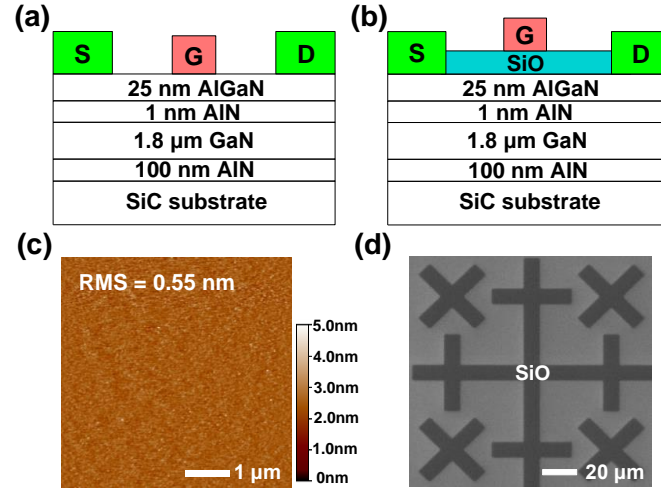 (a)
S
G
D
25 nm AlGaN
1 nm AlN
1.8 µm GaN
100 nm AlN
SiC substrate
(b)
S
G
D
SiO
25 nm AlGaN
1 nm AlN
1.8 µm GaN
100 nm AlN
SiC substrate
(c)
RMS = 0.55 nm
1 µm
5.0nm
4.0nm
3.0nm
2.0nm
1.0nm
0nm
(d)
SiO
20 µm